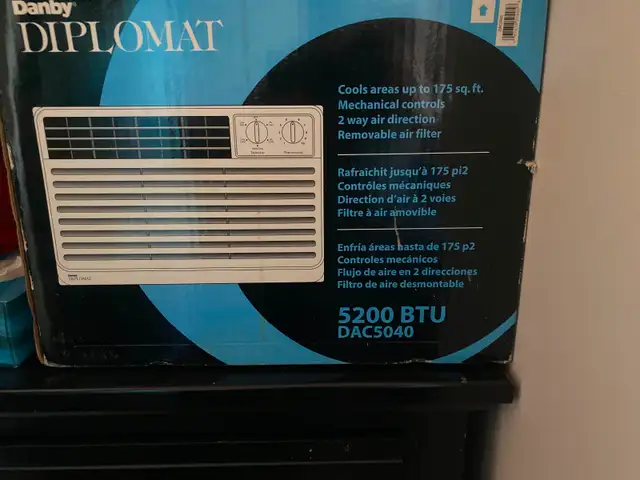 Danby
DIPLOMAT
Cools areas up to 175 sq. ft.
Mechanical controls
2 way air direction
Removable air filter
Rafraîchit jusqu'à 175 pi2
Contrôles mécaniques
Direction d'air à 2 voies
Filtre à air amovible
Enfría áreas hasta de 175 p2
Controles mecánicos
Flujo de aire en 2 direcciones
Filtro de aire desmontable
5200 BTU
DAC5040